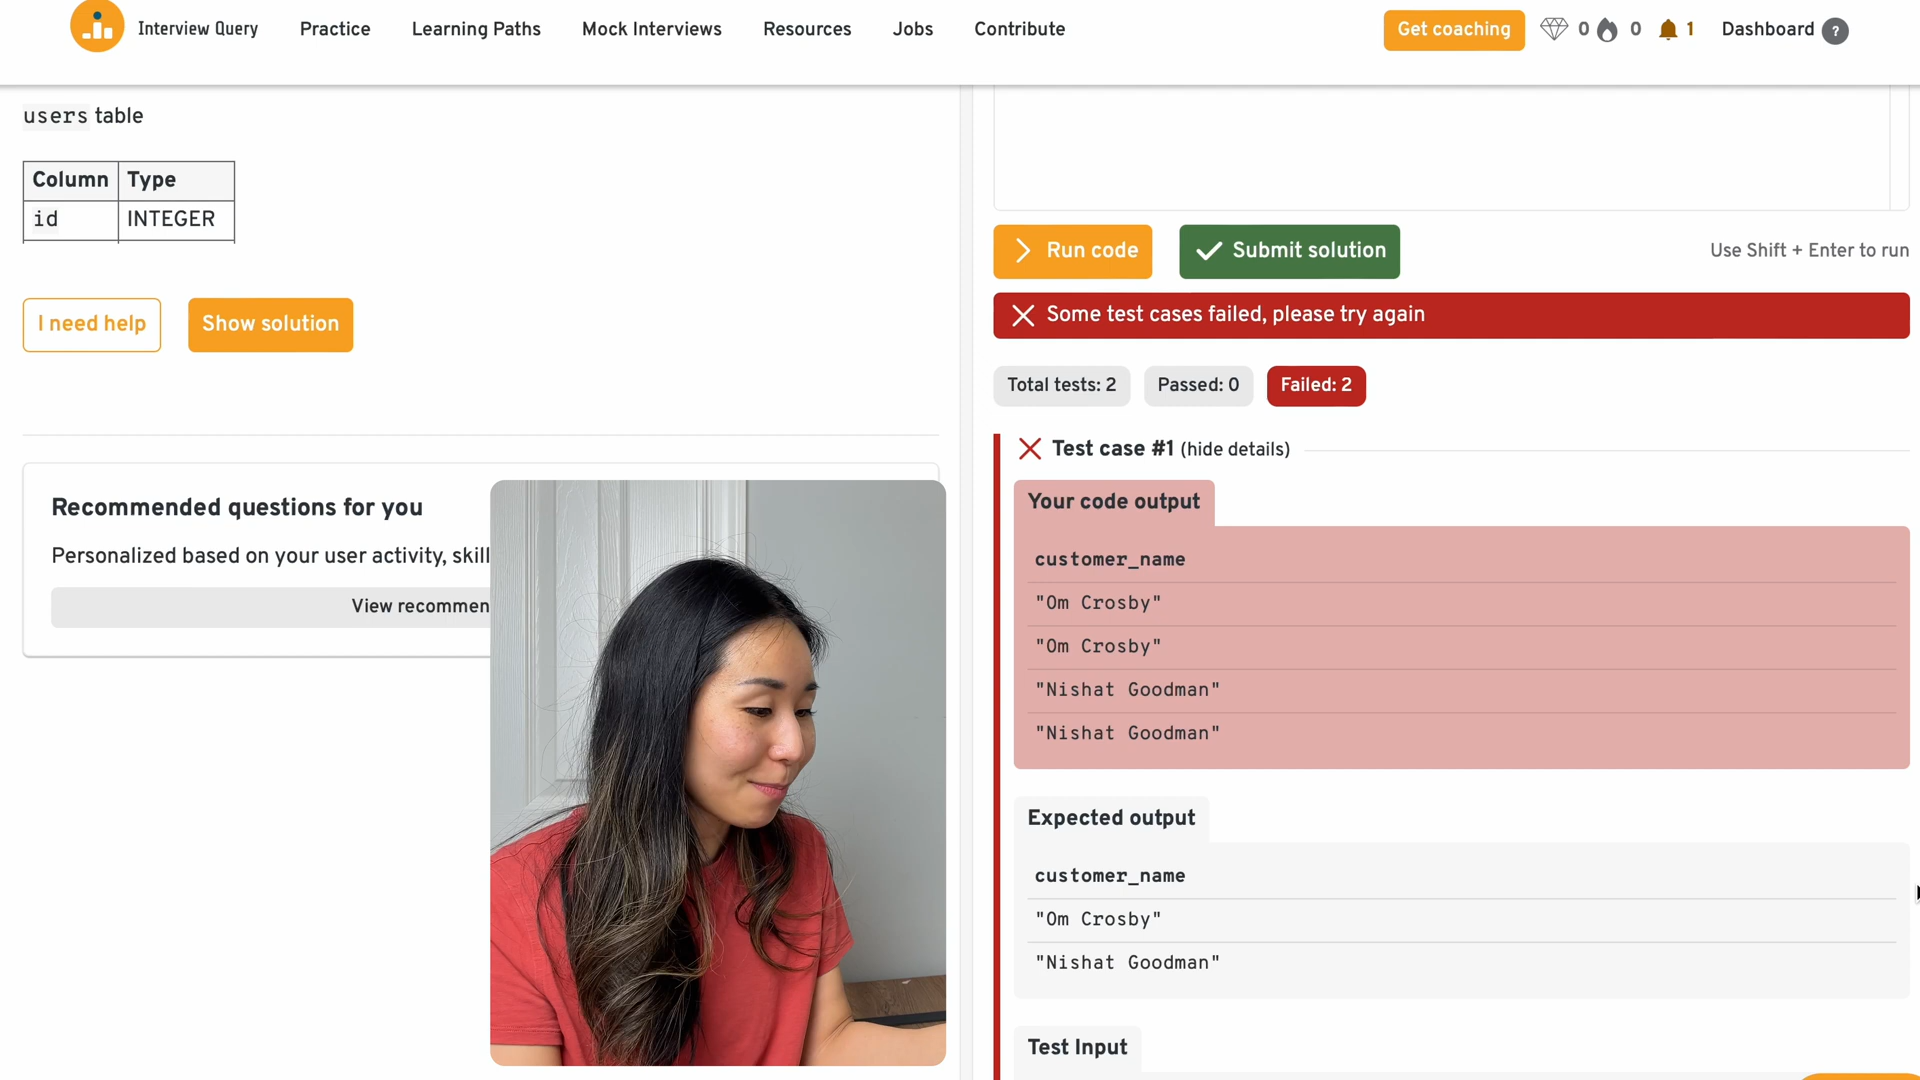 Interview Query
Practice
Learning Paths
Mock Interviews
Resources
Jobs
Contribute
Get coaching
0
0
1
Dashboard
?
users table
Column Type
id INTEGER
I need help
Show solution
Recommended questions for you
Personalized based on your user activity, skill
View recommen
Run code
Submit solution
Use Shift + Enter to run
Some test cases failed, please try again
Total tests: 2
Passed: 0
Failed: 2
Test case #1 (hide details)
Your code output
customer_name
"Om Crosby"
"Om Crosby"
"Nishat Goodman"
"Nishat Goodman"
Expected output
customer_name
"Om Crosby"
"Nishat Goodman"
Test Input